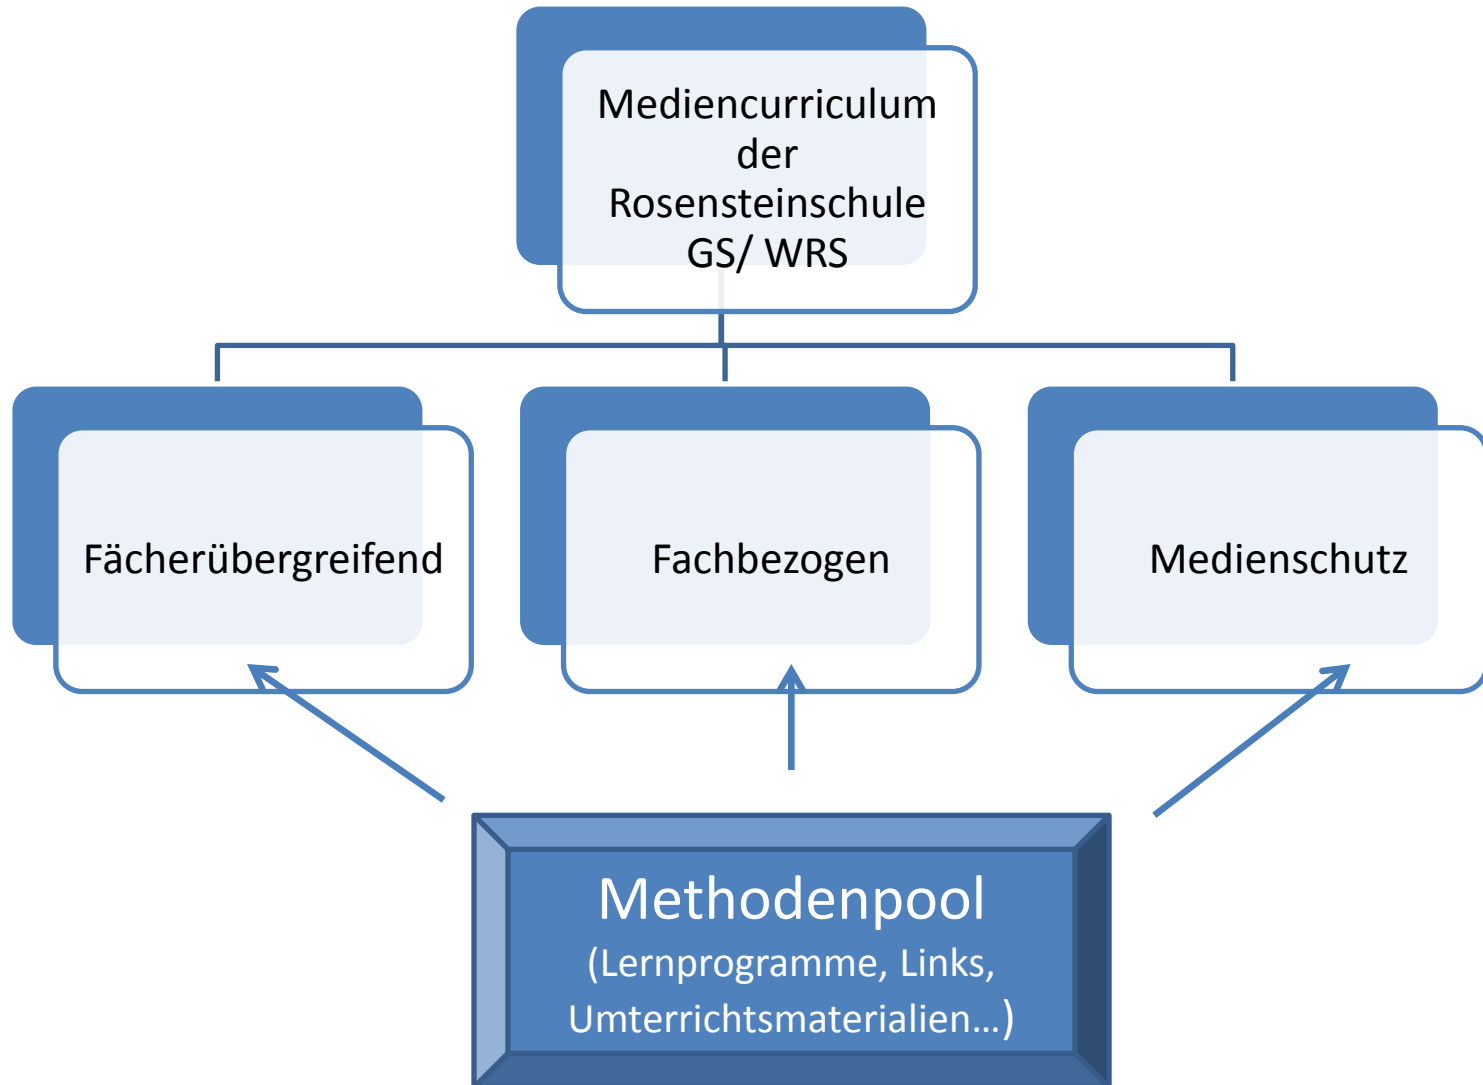 Mediencurriculum
der
Rosensteinschule
GS/ WRS
Fächerübergreifend
Fachbezogen
Medienschutz
Methodenpool
(Lernprogramme, Links,
Umterrichtsmaterialien...)